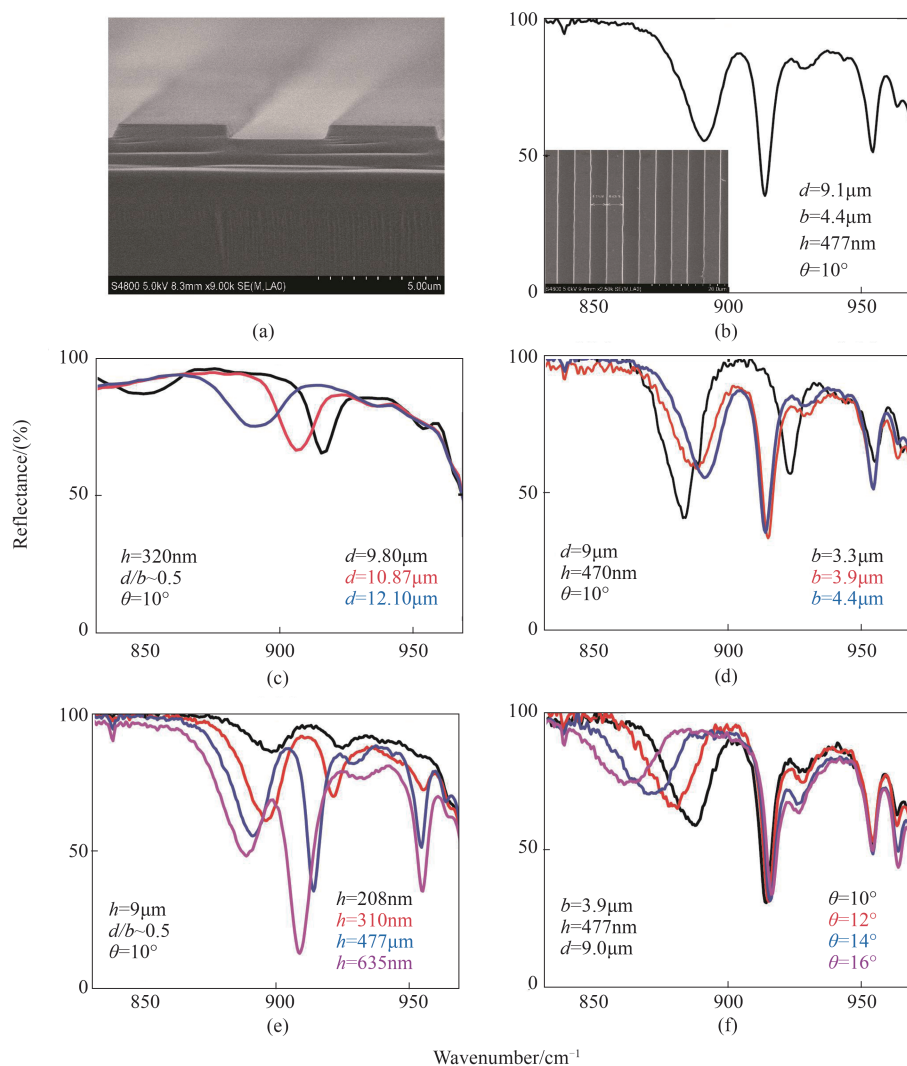 S4800 5.0kV 8.3mm x9.00k SE(M,LA0)
5.00um
(a)
100
50
0
850
900
950
d=9.1μm
b=4.4μm
h=477nm
θ=10°
(b)
Reflectance/(%)
100
50
0
850
900
950
h=320nm
d/b~0.5
θ=10°
d=9.80μm
d=10.87μm
d=12.10μm
(c)
100
50
0
850
900
950
d=9μm
h=470nm
θ=10°
b=3.3μm
b=3.9μm
b=4.4μm
(d)
100
50
0
850
900
950
h=9μm
d/b~0.5
θ=10°
h=208nm
h=310nm
h=477μm
h=635nm
(e)
100
50
0
850
900
950
b=3.9μm
h=477nm
d=9.0μm
θ=10°
θ=12°
θ=14°
θ=16°
(f)
Wavenumber/cm⁻¹